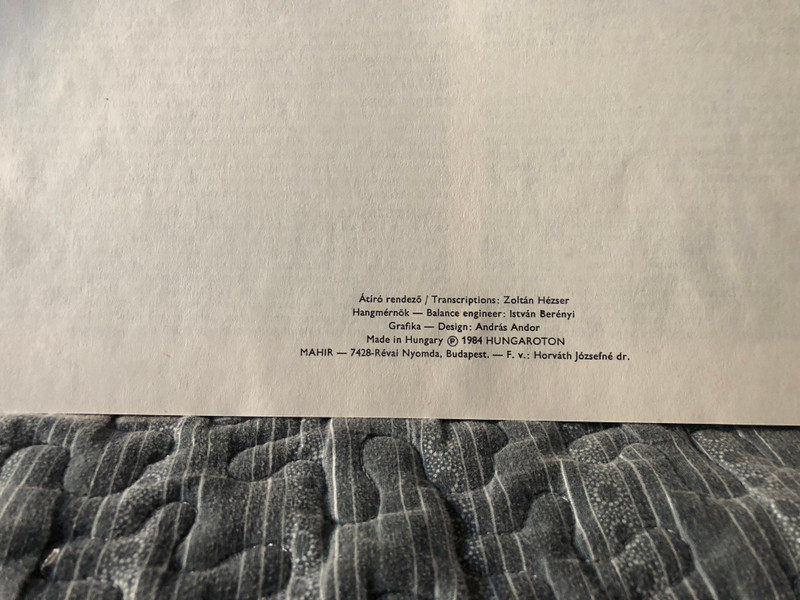 Átíró rendező / Transcriptions: Zoltán Hézser
Hangmérnök — Balance engineer: István Berényi
Grafika — Design: András Andor
Made in Hungary ℗ 1984 HUNGAROTON
MAHIR — 7428-Révai Nyomda, Budapest. — F. v.: Horváth Józsefné dr.